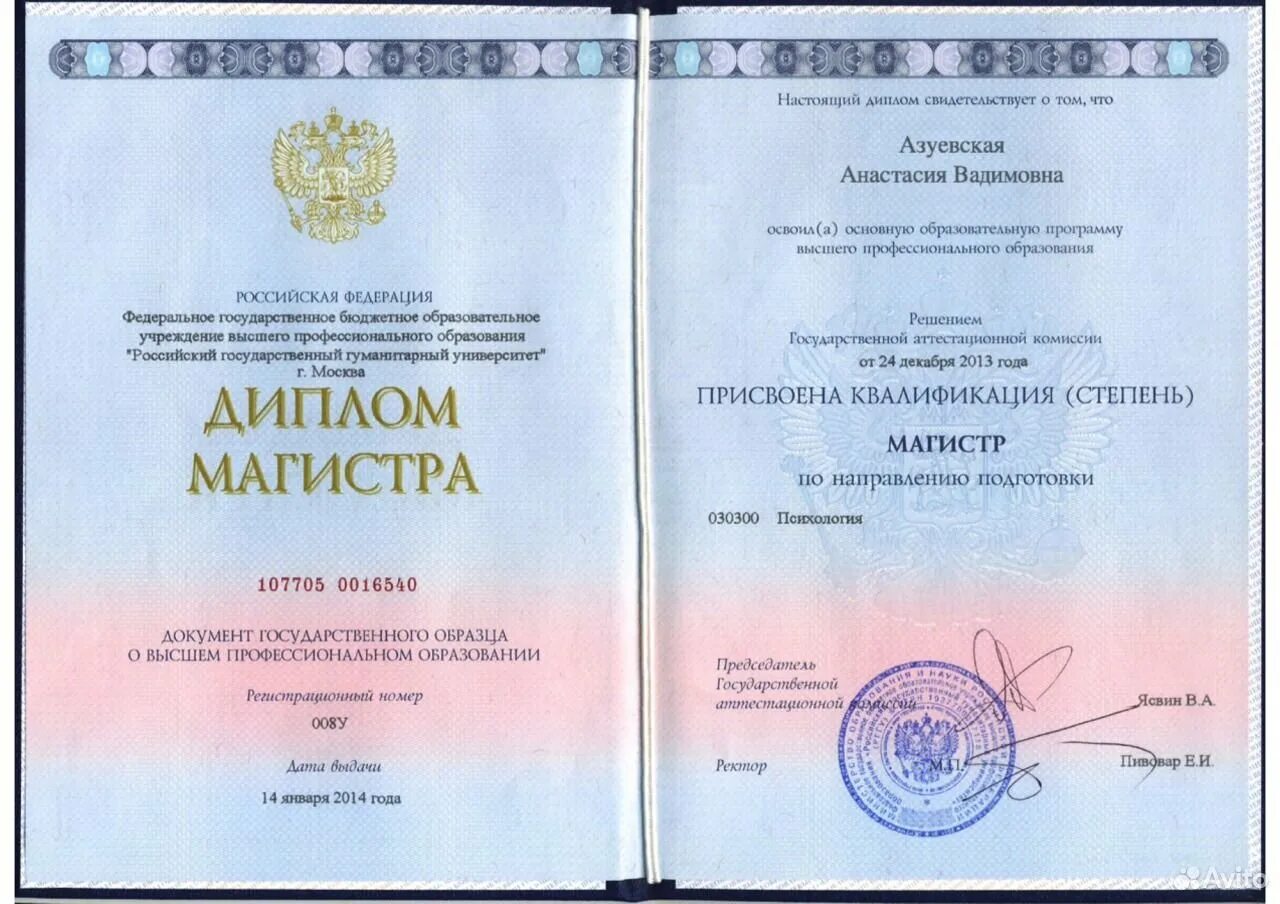 РОССИЙСКАЯ ФЕДЕРАЦИЯ
Федеральное государственное бюджетное образовательное
учреждение высшего профессионального образования
"Российский государственный гуманитарный университет"
г. Москва
ДИПЛОМ
МАГИСТРА
107705 0016540
ДОКУМЕНТ ГОСУДАРСТВЕННОГО ОБРАЗЦА
О ВЫСШЕМ ПРОФЕССИОНАЛЬНОМ ОБРАЗОВАНИИ
Регистрационный номер
008У
Дата выдачи
14 января 2014 года
Настоящий диплом свидетельствует о том, что
Азуевская
Анастасия Вадимовна
освоил(а) основную образовательную программу
высшего профессионального образования
Решением
Государственной аттестационной комиссии
от 24 декабря 2013 года
ПРИСВОЕНА КВАЛИФИКАЦИЯ (СТЕПЕНЬ)
МАГИСТР
по направлению подготовки
030300 Психология
Председатель
Государственной
аттестационной комиссии
Ясвин В.А.
Ректор
М.П.
Пивовар Е.И.
Avito